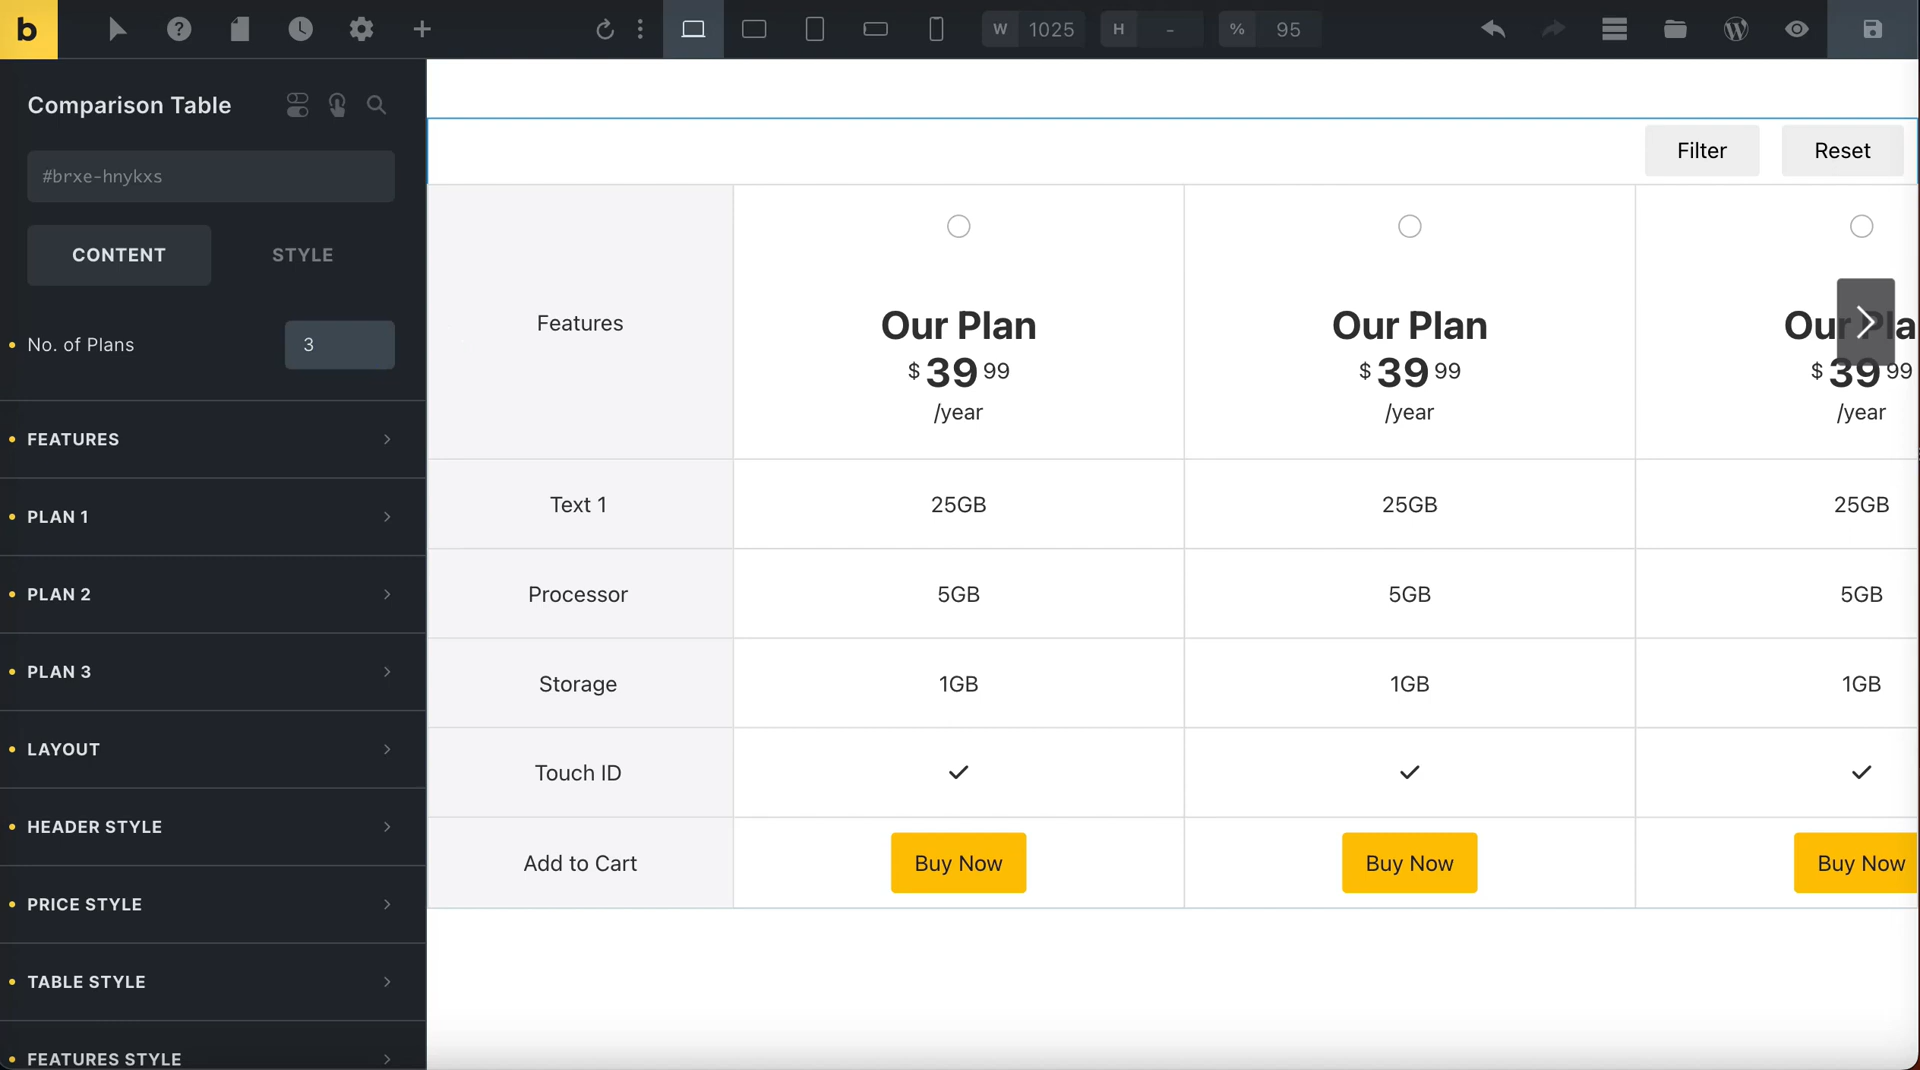 b
W 1025 H - % 95
Comparison Table
#brxe-hnykxs
CONTENT STYLE
No. of Plans 3
FEATURES
PLAN 1
PLAN 2
PLAN 3
LAYOUT
HEADER STYLE
PRICE STYLE
TABLE STYLE
FEATURES STYLE
Filter Reset
Features
Our Plan
$ 39 99
/year
Our Plan
$ 39 99
/year
Our Pla
$ 39 99
/year
Text 1 25GB 25GB 25GB
Processor 5GB 5GB 5GB
Storage 1GB 1GB 1GB
Touch ID
Add to Cart Buy Now Buy Now Buy Now